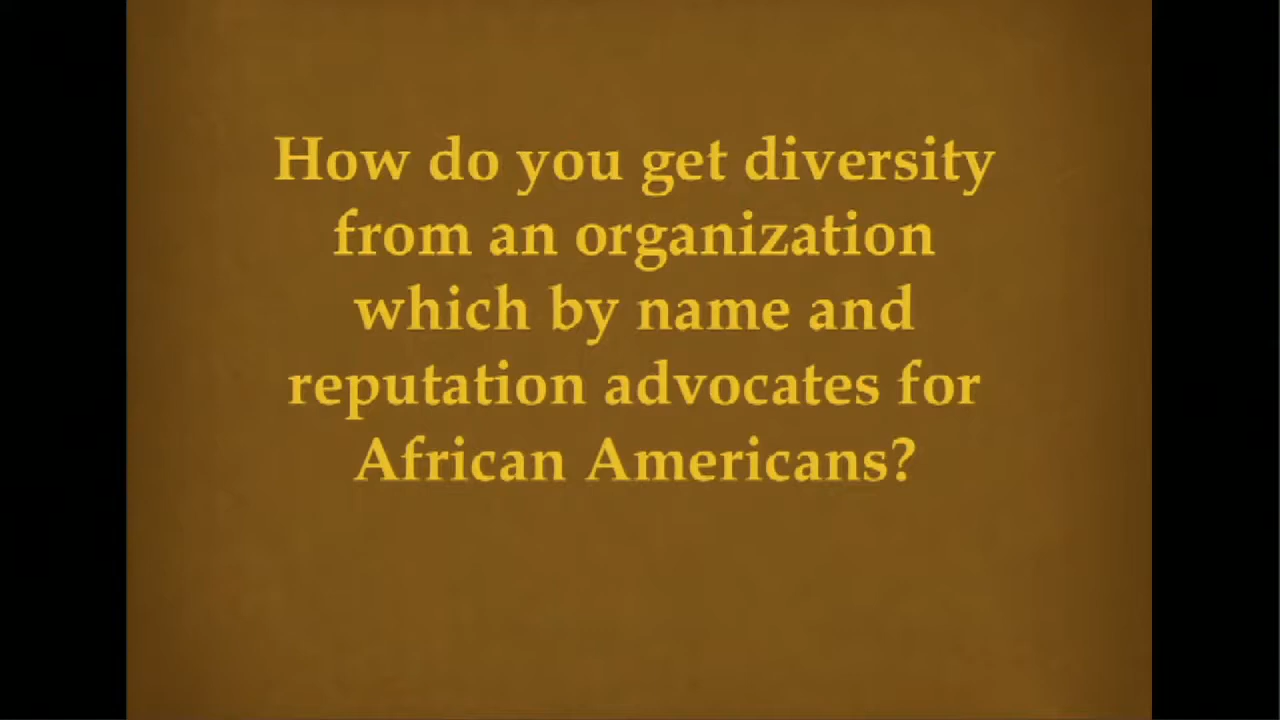 How do you get diversity
from an organization
which by name and
reputation advocates for
African Americans?